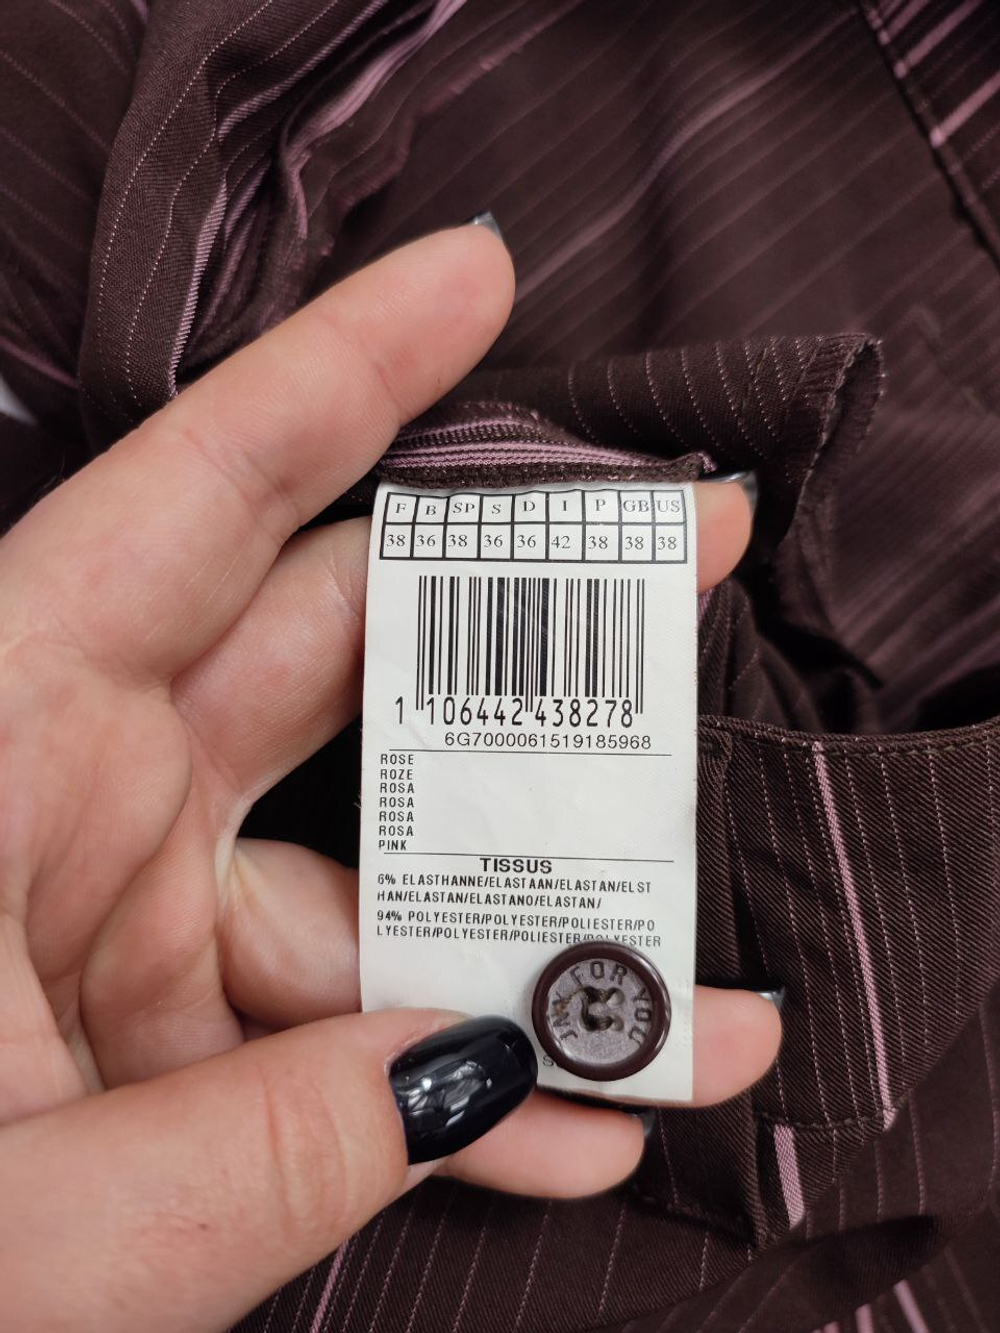 F B SP S D I P GB US
38 36 38 36 36 42 38 38 38
1 106442 438278
6G7000061519185968
ROSE
ROZE
ROSA
ROSA
ROSA
ROSA
PINK
TISSUS
6% ELASTHANNE/ELASTAAN/ELASTAN/ELST
HAN/ELASTAN/ELASTANO/ELASTAN/
94% POLYESTER/POLYESTER/POLIESTER/PO
LYESTER/POLYESTER/POLIESTER/POLYESTER
FOR YOU